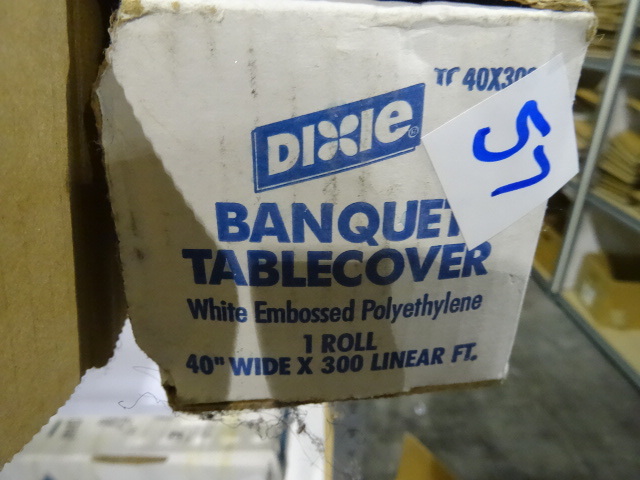 TC 40X300
DIXIE®
57
BANQUET
TABLECOVER
White Embossed Polyethylene
1 ROLL
40" WIDE X 300 LINEAR FT.